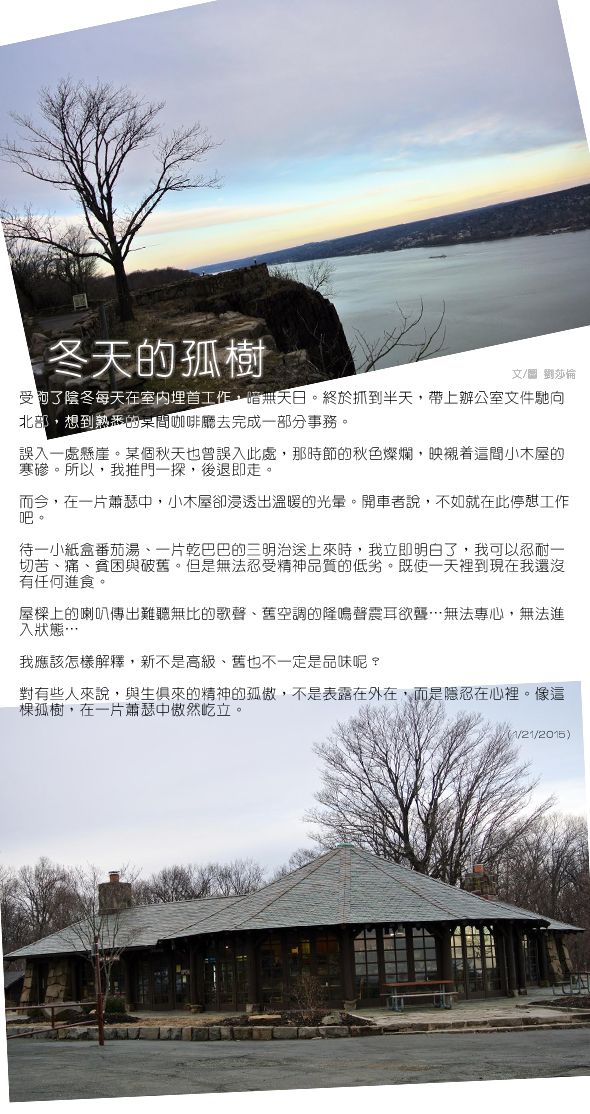 冬天的孤樹
文/圖 劉莎倫
受夠了陰冬每天在室内埋首工作，暗無天日。終於抓到半天，帶上辦公室文件馳向
北部，想到熟悉的某間咖啡廳去完成一部分事務。
誤入一處懸崖。某個秋天也曾誤入此處，那時節的秋色燦爛，映襯着這間小木屋的
寒磣。所以，我推門一探，後退即走。
而今，在一片蕭瑟中，小木屋卻浸透出溫暖的光暈。開車者說，不如就在此停憇工作
吧。
待一小紙盒番茄湯、一片乾巴巴的三明治送上來時，我立即明白了，我可以忍耐一
切苦、痛、貧困與破舊。但是無法忍受精神品質的低劣。既使一天裡到現在我還沒
有任何進食。
屋樑上的喇叭傳出難聽無比的歌聲、舊空調的隆鳴聲震耳欲聾…無法專心，無法進
入狀態…
我應該怎樣解釋，新不是高級、舊也不一定是品味呢？
對有些人來說，與生俱來的精神的孤傲，不是表露在外在，而是隱忍在心裡。像這
棵孤樹，在一片蕭瑟中傲然屹立。
(1/21/2015)